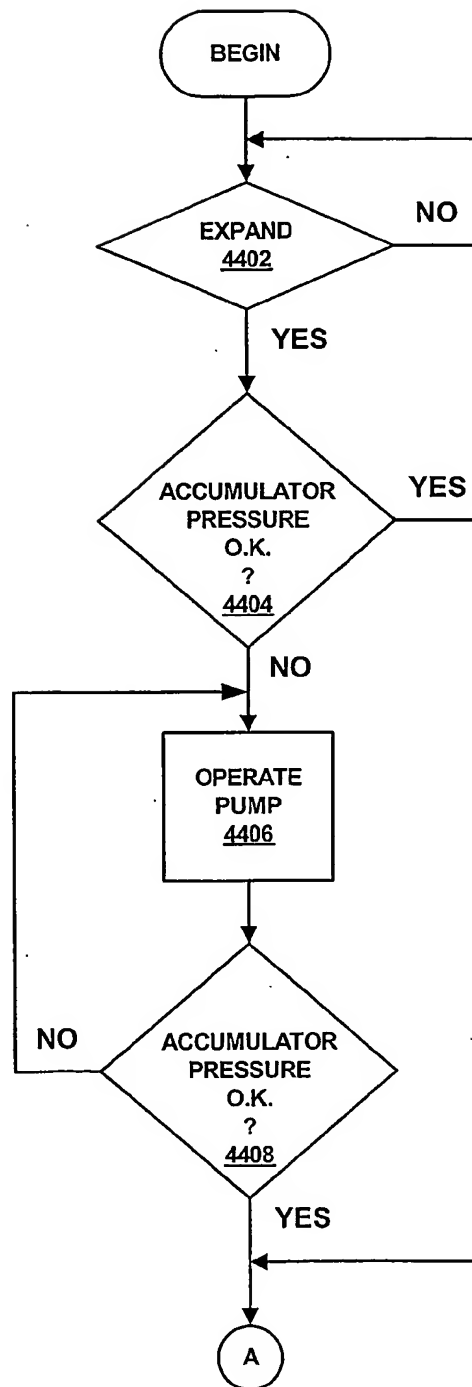 BEGIN
EXPAND
4402
NO
YES
ACCUMULATOR
PRESSURE
O.K.
?
4404
YES
NO
OPERATE
PUMP
4406
ACCUMULATOR
PRESSURE
O.K.
?
4408
NO
YES
A